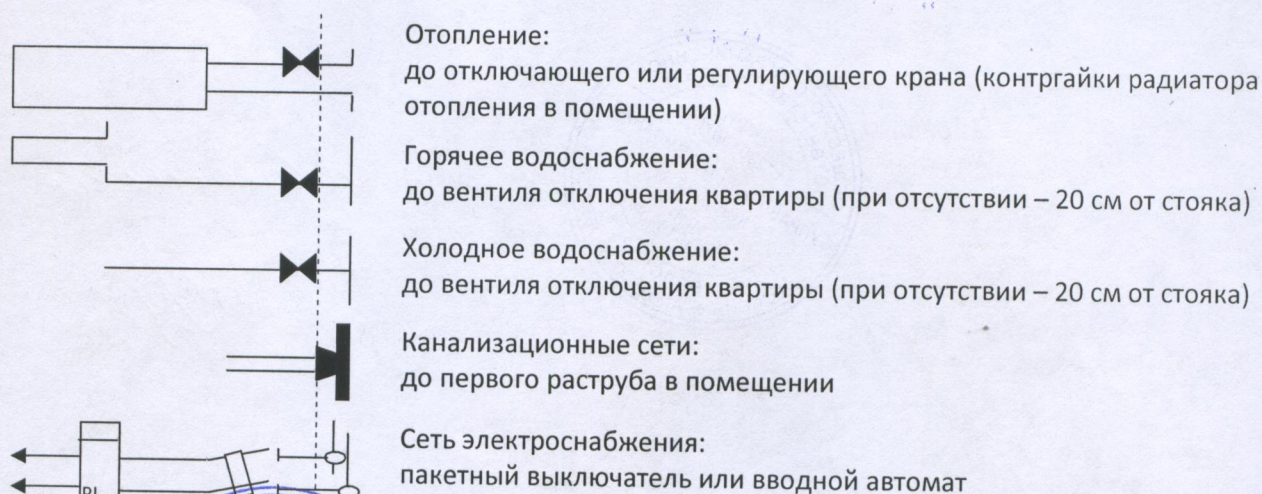 Отопление:
до отключающего или регулирующего крана (контргайки радиатора
отопления в помещении)
Горячее водоснабжение:
до вентиля отключения квартиры (при отсутствии – 20 см от стояка)
Холодное водоснабжение:
до вентиля отключения квартиры (при отсутствии – 20 см от стояка)
Канализационные сети:
до первого раструба в помещении
Сеть электроснабжения:
пакетный выключатель или вводной автомат